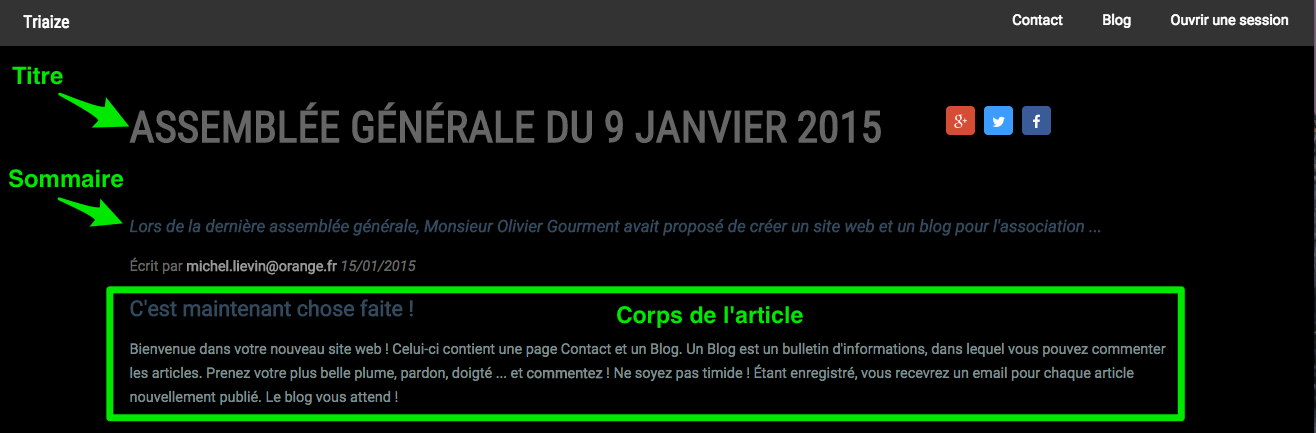 Triaize
Contact Blog Ouvrir une session
Titre
ASSEMBLÉE GÉNÉRALE DU 9 JANVIER 2015
Sommaire
Lors de la dernière assemblée générale, Monsieur Olivier Gourment avait proposé de créer un site web et un blog pour l'association ...
Écrit par michel.lievin@orange.fr 15/01/2015
C'est maintenant chose faite !
Corps de l'article
Bienvenue dans votre nouveau site web ! Celui-ci contient une page Contact et un Blog. Un Blog est un bulletin d'informations, dans lequel vous pouvez commenter
les articles. Prenez votre plus belle plume, pardon, doigté ... et commentez ! Ne soyez pas timide ! Étant enregistré, vous recevrez un email pour chaque article
nouvellement publié. Le blog vous attend !